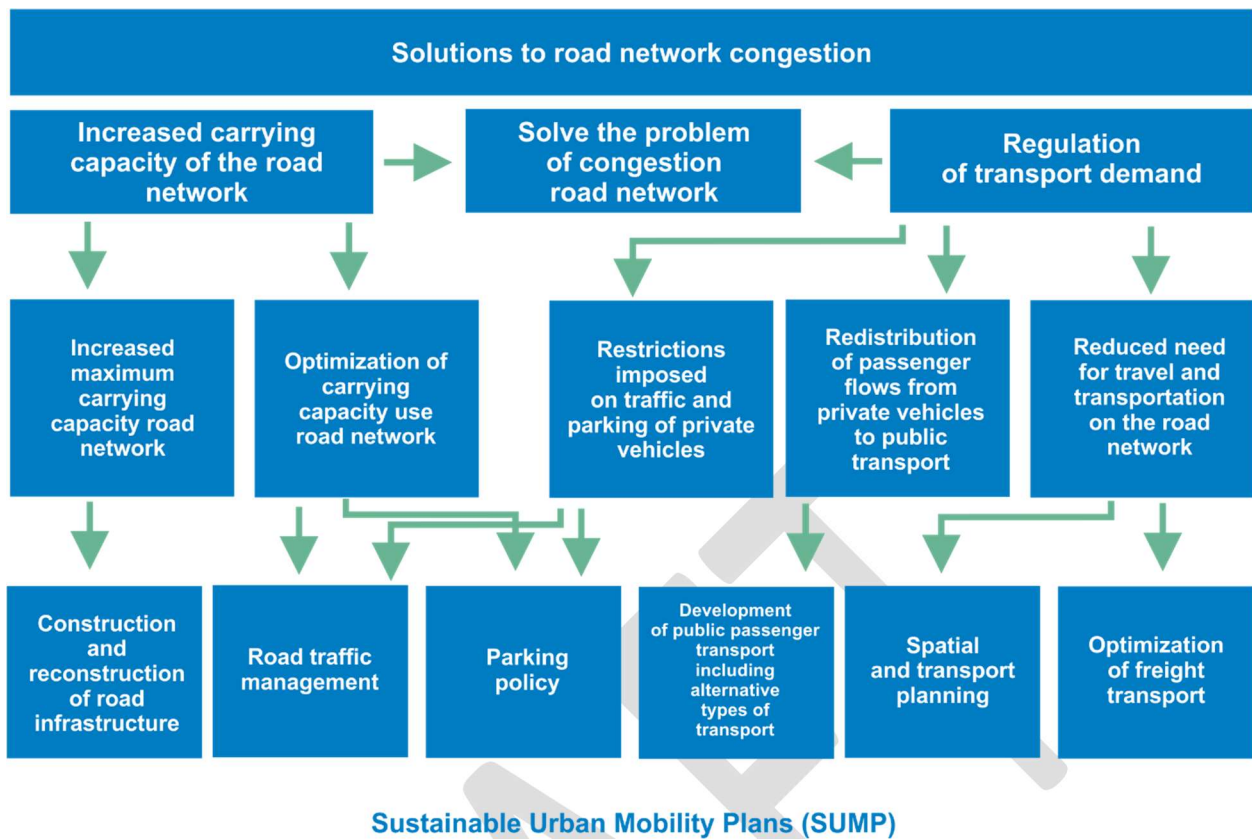 Solutions to road network congestion
Increased carrying
capacity of the road
network
Solve the problem
of congestion
road network
Regulation
of transport demand
Increased
maximum
carrying
capacity road
network
Optimization of
carrying
capacity use
road network
Restrictions
imposed
on traffic and
parking of private
vehicles
Redistribution
of passenger
flows from
private vehicles
to public
transport
Reduced need
for travel and
transportation
on the road
network
Construction
and
reconstruction
of road
infrastructure
Road traffic
management
Parking
policy
Development
of public passenger
transport
including
alternative
types of
transport
Spatial
and transport
planning
Optimization
of freight
transport
Sustainable Urban Mobility Plans (SUMP)